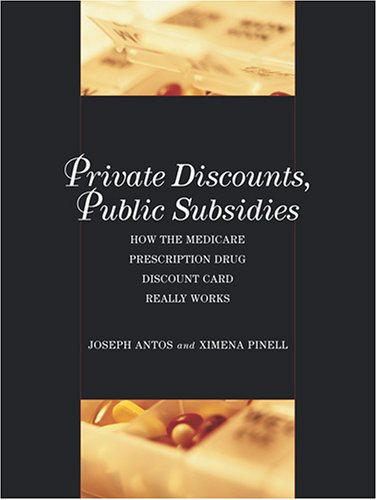 Private Discounts,
Public Subsidies
HOW THE MEDICARE
PRESCRIPTION DRUG
DISCOUNT CARD
REALLY WORKS
JOSEPH ANTOS and XIMENA PINELL